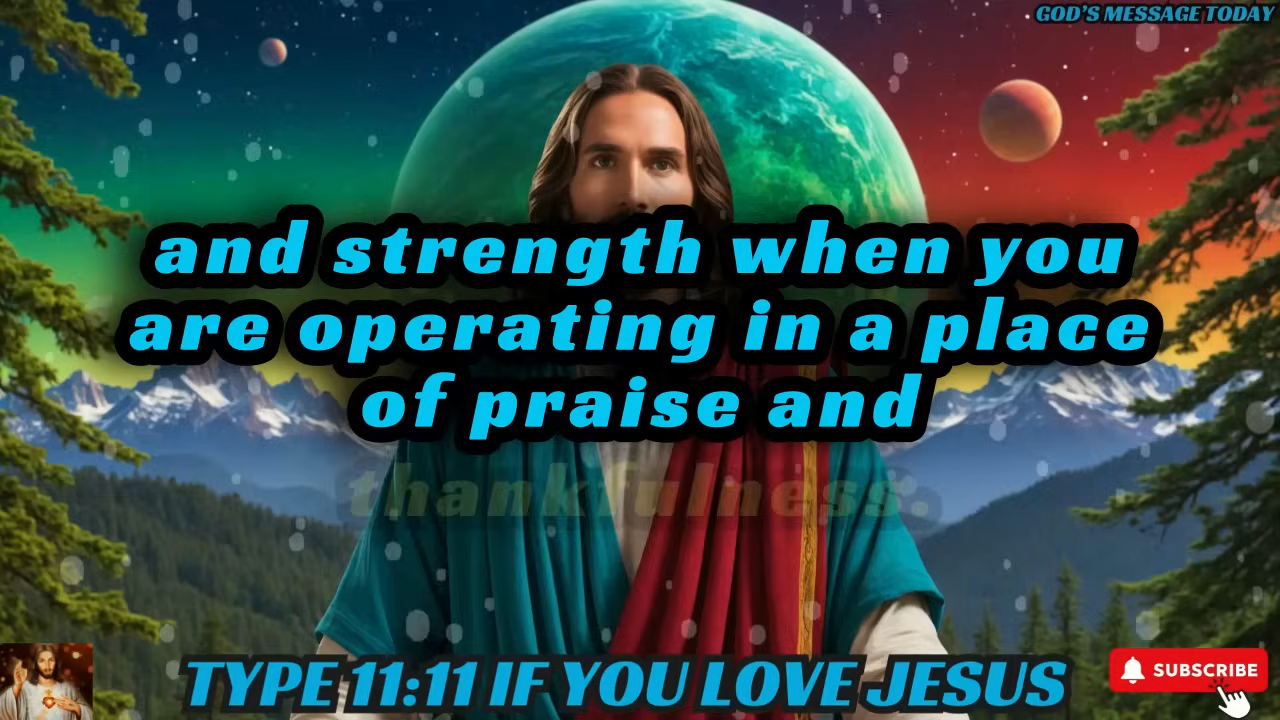 GOD'S MESSAGE TODAY
and strength when you
are operating in a place
of praise and
thankfulness.
TYPE 11:11 IF YOU LOVE JESUS
SUBSCRIBE